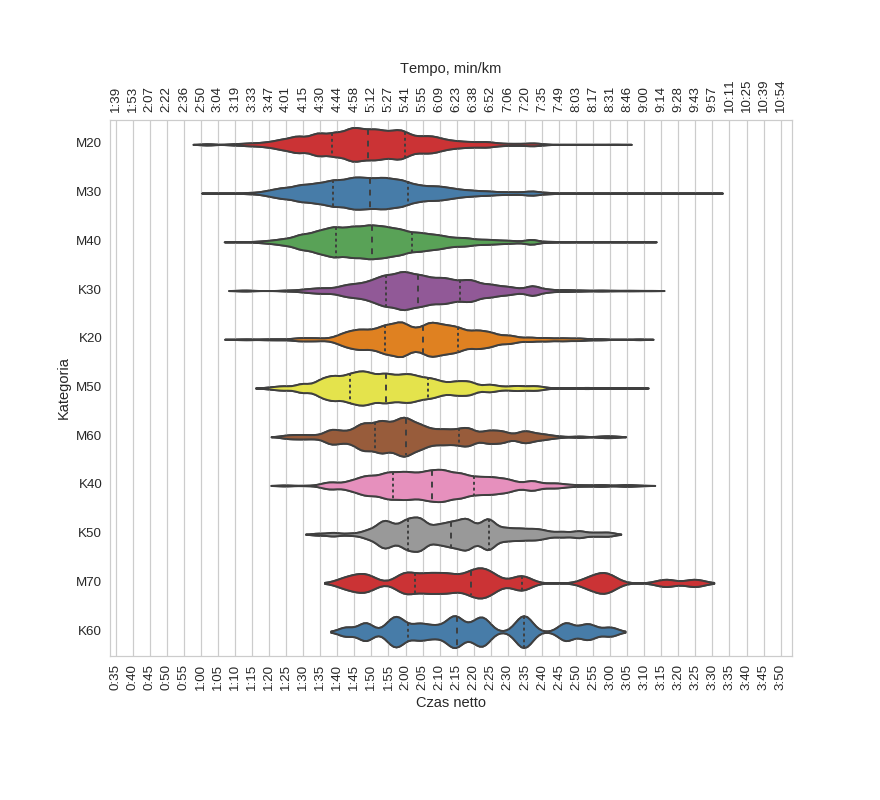 Tempo, min/km
1:39 1:53 2:07 2:22 2:36 2:50 3:04 3:19 3:33 3:47 4:01 4:15 4:30 4:44 4:58 5:12 5:27 5:41 5:55 6:09 6:23 6:38 6:52 7:06 7:20 7:35 7:49 8:03 8:17 8:31 8:46 9:00 9:14 9:28 9:43 9:57 10:11 10:25 10:39 10:54
Kategoria
M20
M30
M40
K30
K20
M50
M60
K40
K50
M70
K60
0:35 0:40 0:45 0:50 0:55 1:00 1:05 1:10 1:15 1:20 1:25 1:30 1:35 1:40 1:45 1:50 1:55 2:00 2:05 2:10 2:15 2:20 2:25 2:30 2:35 2:40 2:45 2:50 2:55 3:00 3:05 3:10 3:15 3:20 3:25 3:30 3:35 3:40 3:45 3:50
Czas netto